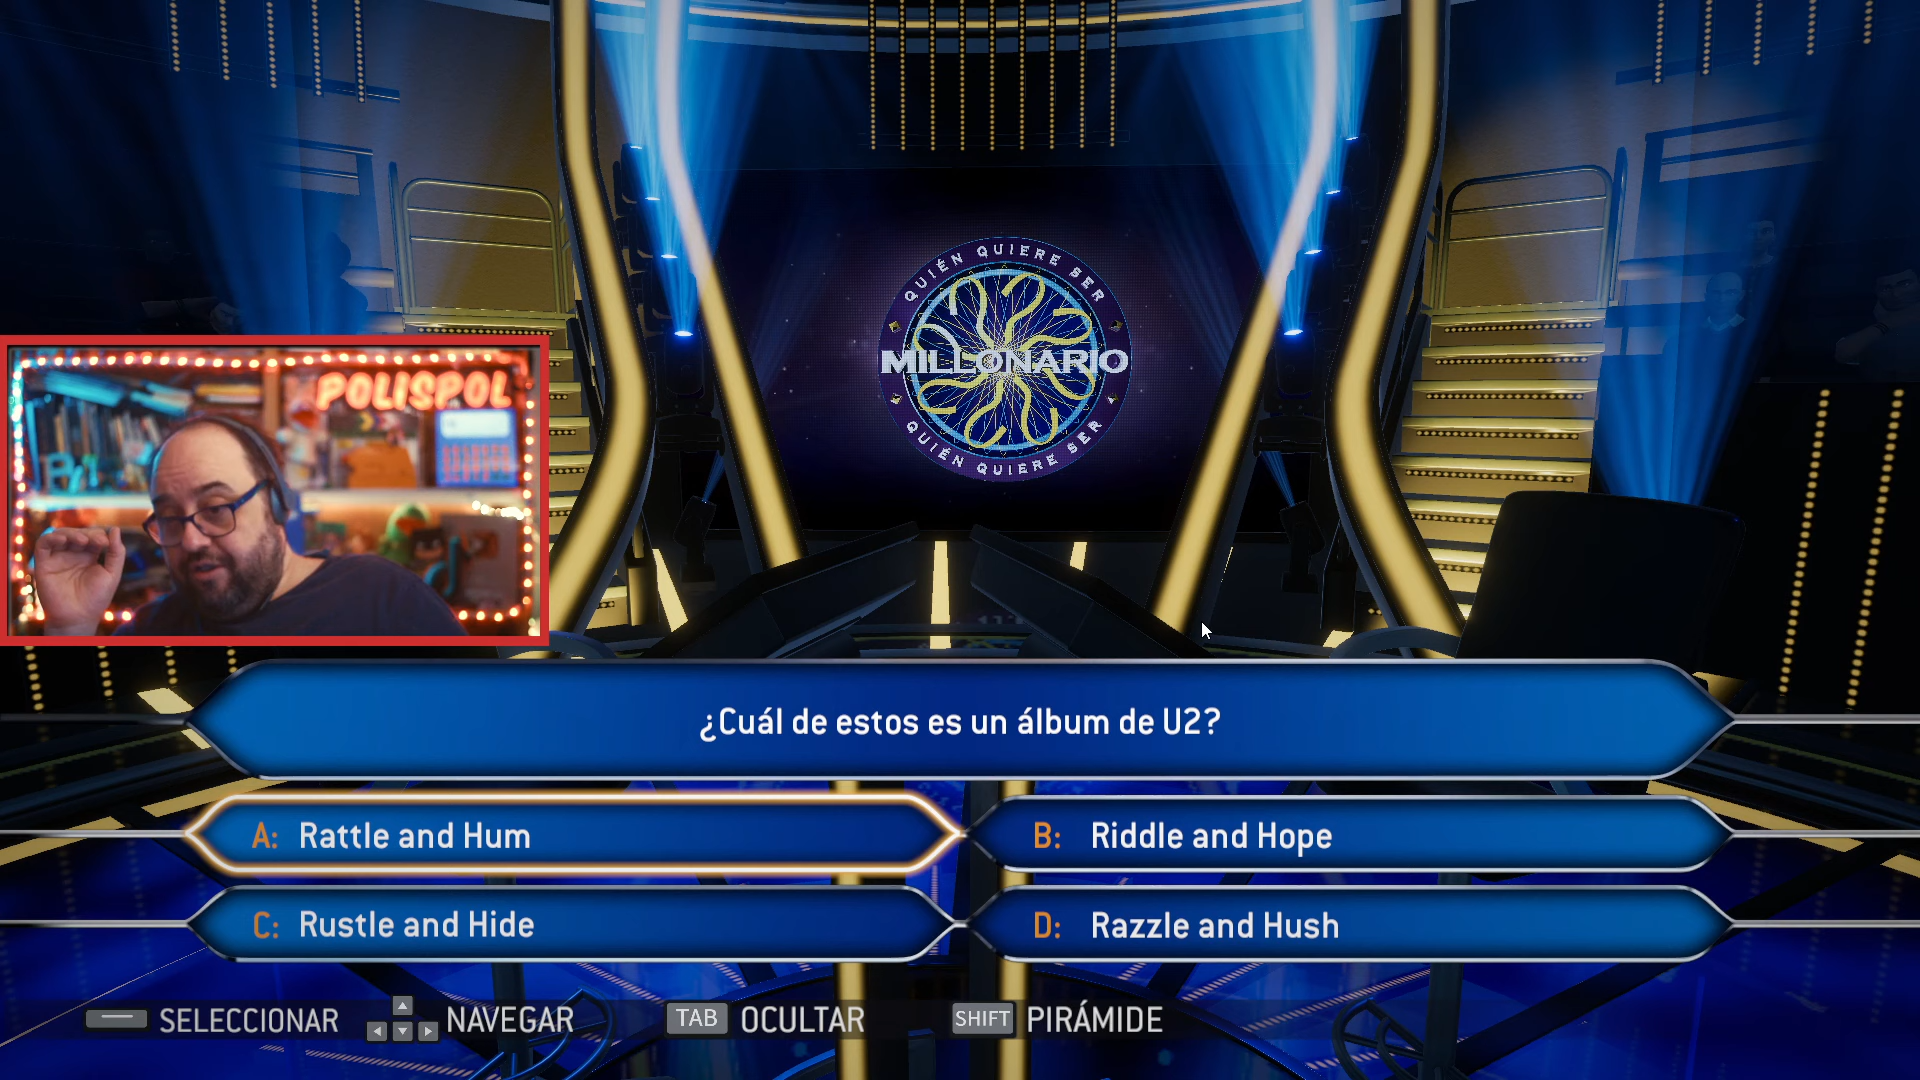 QUIÉN QUIERE SER
MILLONARIO
QUIÉN QUIERE SER
POLISPOL
¿Cuál de estos es un álbum de U2?
A: Rattle and Hum
B: Riddle and Hope
C: Rustle and Hide
D: Razzle and Hush
SELECCIONAR
NAVEGAR
TAB OCULTAR
SHIFT PIRÁMIDE